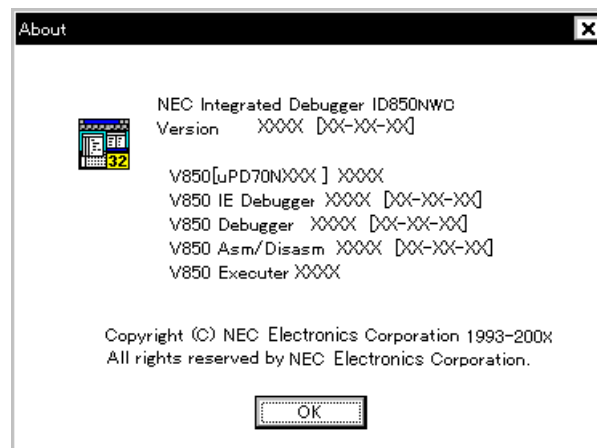 About
NEC Integrated Debugger ID850NWC
Version XXXX [XX-XX-XX]
32
V850[uPD70NXXX ] XXXX
V850 IE Debugger XXXX [XX-XX-XX]
V850 Debugger XXXX [XX-XX-XX]
V850 Asm/Disasm XXXX [XX-XX-XX]
V850 Executer XXXX
Copyright (C) NEC Electronics Corporation 1993-200X
All rights reserved by NEC Electronics Corporation.
OK